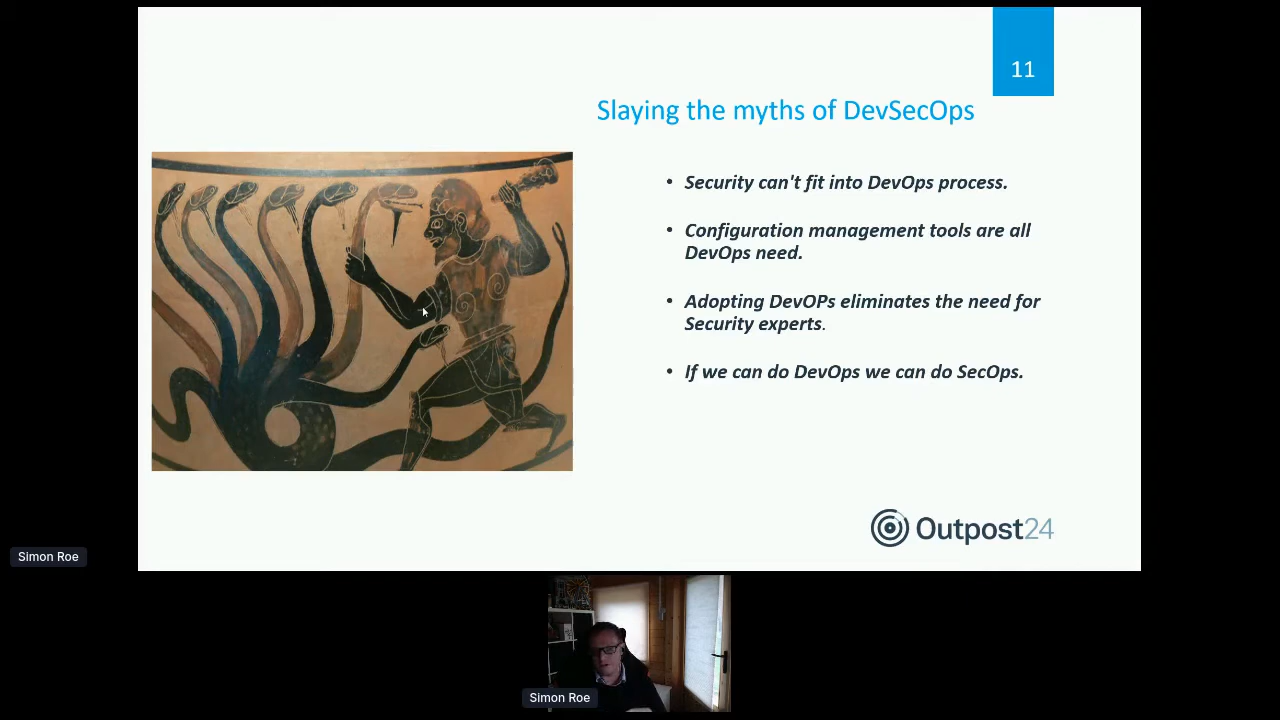 11
Slaying the myths of DevSecOps
• Security can't fit into DevOps process.
• Configuration management tools are all
DevOps need.
• Adopting DevOPs eliminates the need for
Security experts.
• If we can do DevOps we can do SecOps.
Outpost24
Simon Roe
Simon Roe